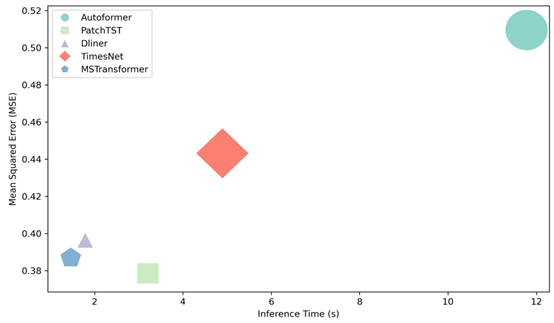 0.52
0.50
0.48
0.46
0.44
0.42
0.40
0.38
Mean Squared Error (MSE)
Autoformer
PatchTST
Dliner
TimesNet
MSTransformer
2 4 6 8 10 12
Inference Time (s)